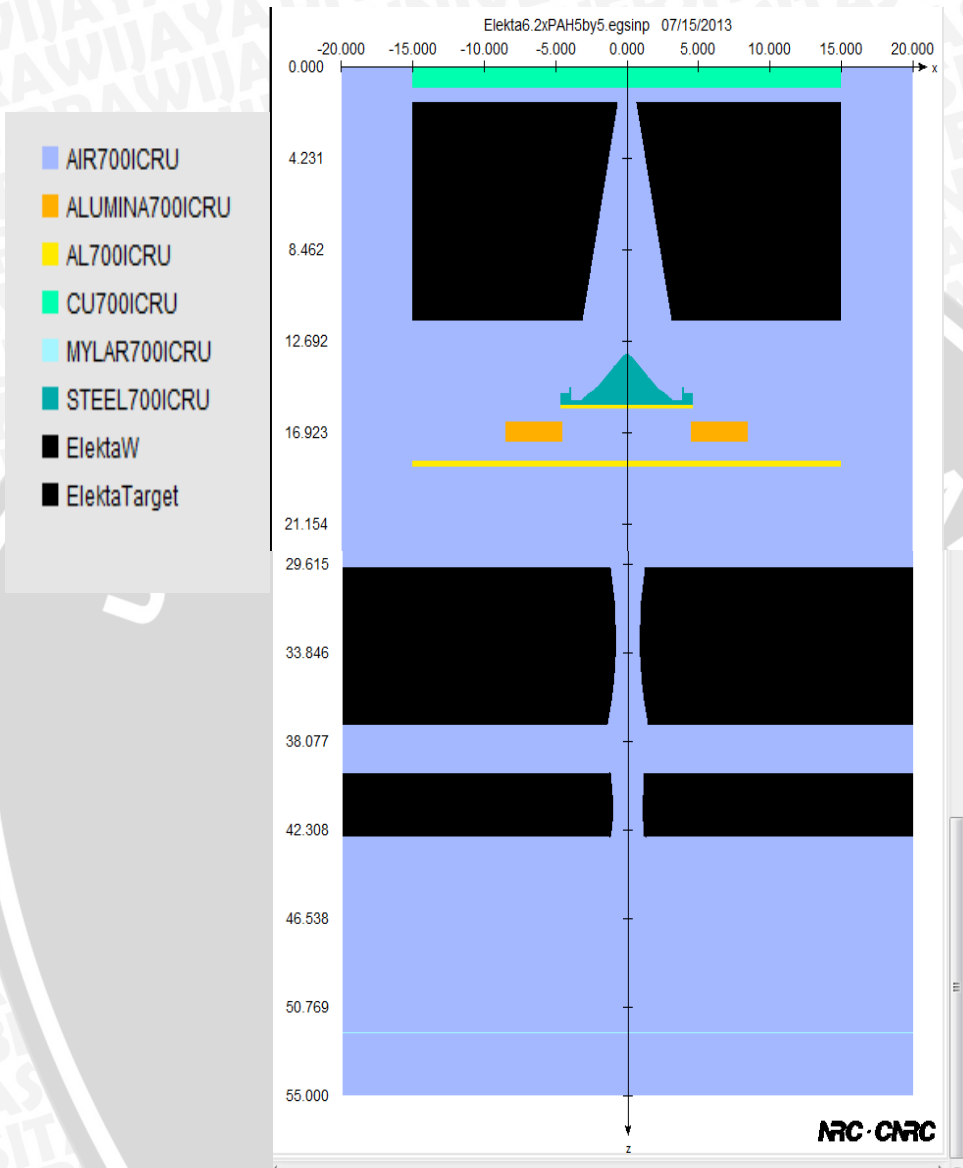 Elekta6.2xPAH5by5.egsinp 07/15/2013
-20.000 -15.000 -10.000 -5.000 0.000 5.000 10.000 15.000 20.000
0.000
x
4.231
8.462
12.692
16.923
21.154
29.615
33.846
38.077
42.308
46.538
50.769
55.000
z
NRC·CNRC
AIR700ICRU
ALUMINA700ICRU
AL700ICRU
CU700ICRU
MYLAR700ICRU
STEEL700ICRU
ElektaW
ElektaTarget